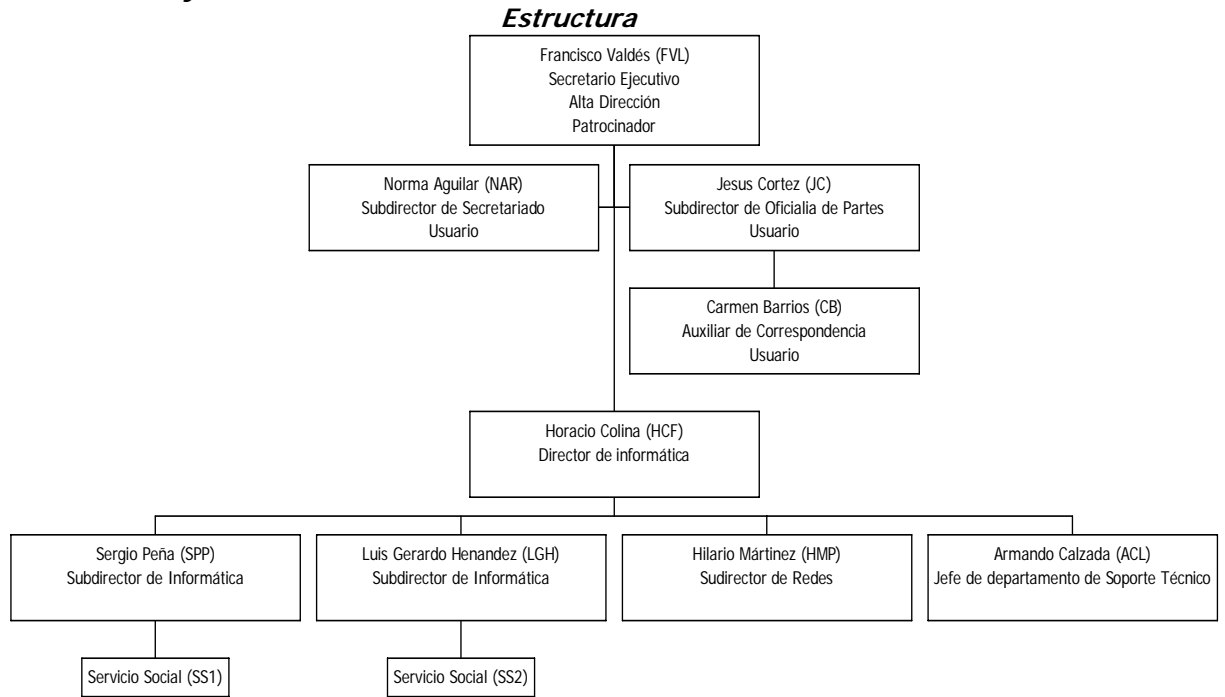 Estructura
Francisco Valdés (FVL)
Secretario Ejecutivo
Alta Dirección
Patrocinador
Norma Aguilar (NAR)
Subdirector de Secretariado
Usuario
Jesus Cortez (JC)
Subdirector de Oficialia de Partes
Usuario
Carmen Barrios (CB)
Auxiliar de Correspondencia
Usuario
Horacio Colina (HCF)
Director de informática
Sergio Peña (SPP)
Subdirector de Informática
Luis Gerardo Henandez (LGH)
Subdirector de Informática
Hilario Mártinez (HMP)
Sudirector de Redes
Armando Calzada (ACL)
Jefe de departamento de Soporte Técnico
Servicio Social (SS1)
Servicio Social (SS2)